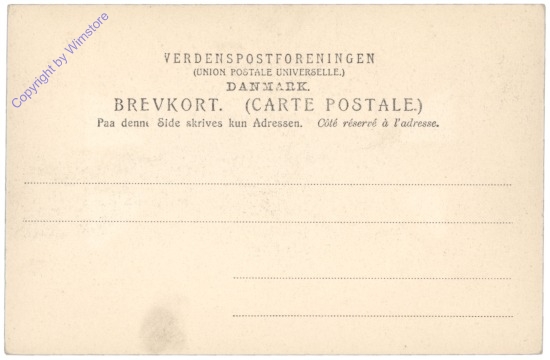 Copyright by Wimstore
VERDENSPOSTFORENINGEN
(UNION POSTALE UNIVERSELLE.)
DANMARK.
BREVKORT. (CARTE POSTALE.)
Paa denne Side skrives kun Adressen. Côté réservé à l'adresse.